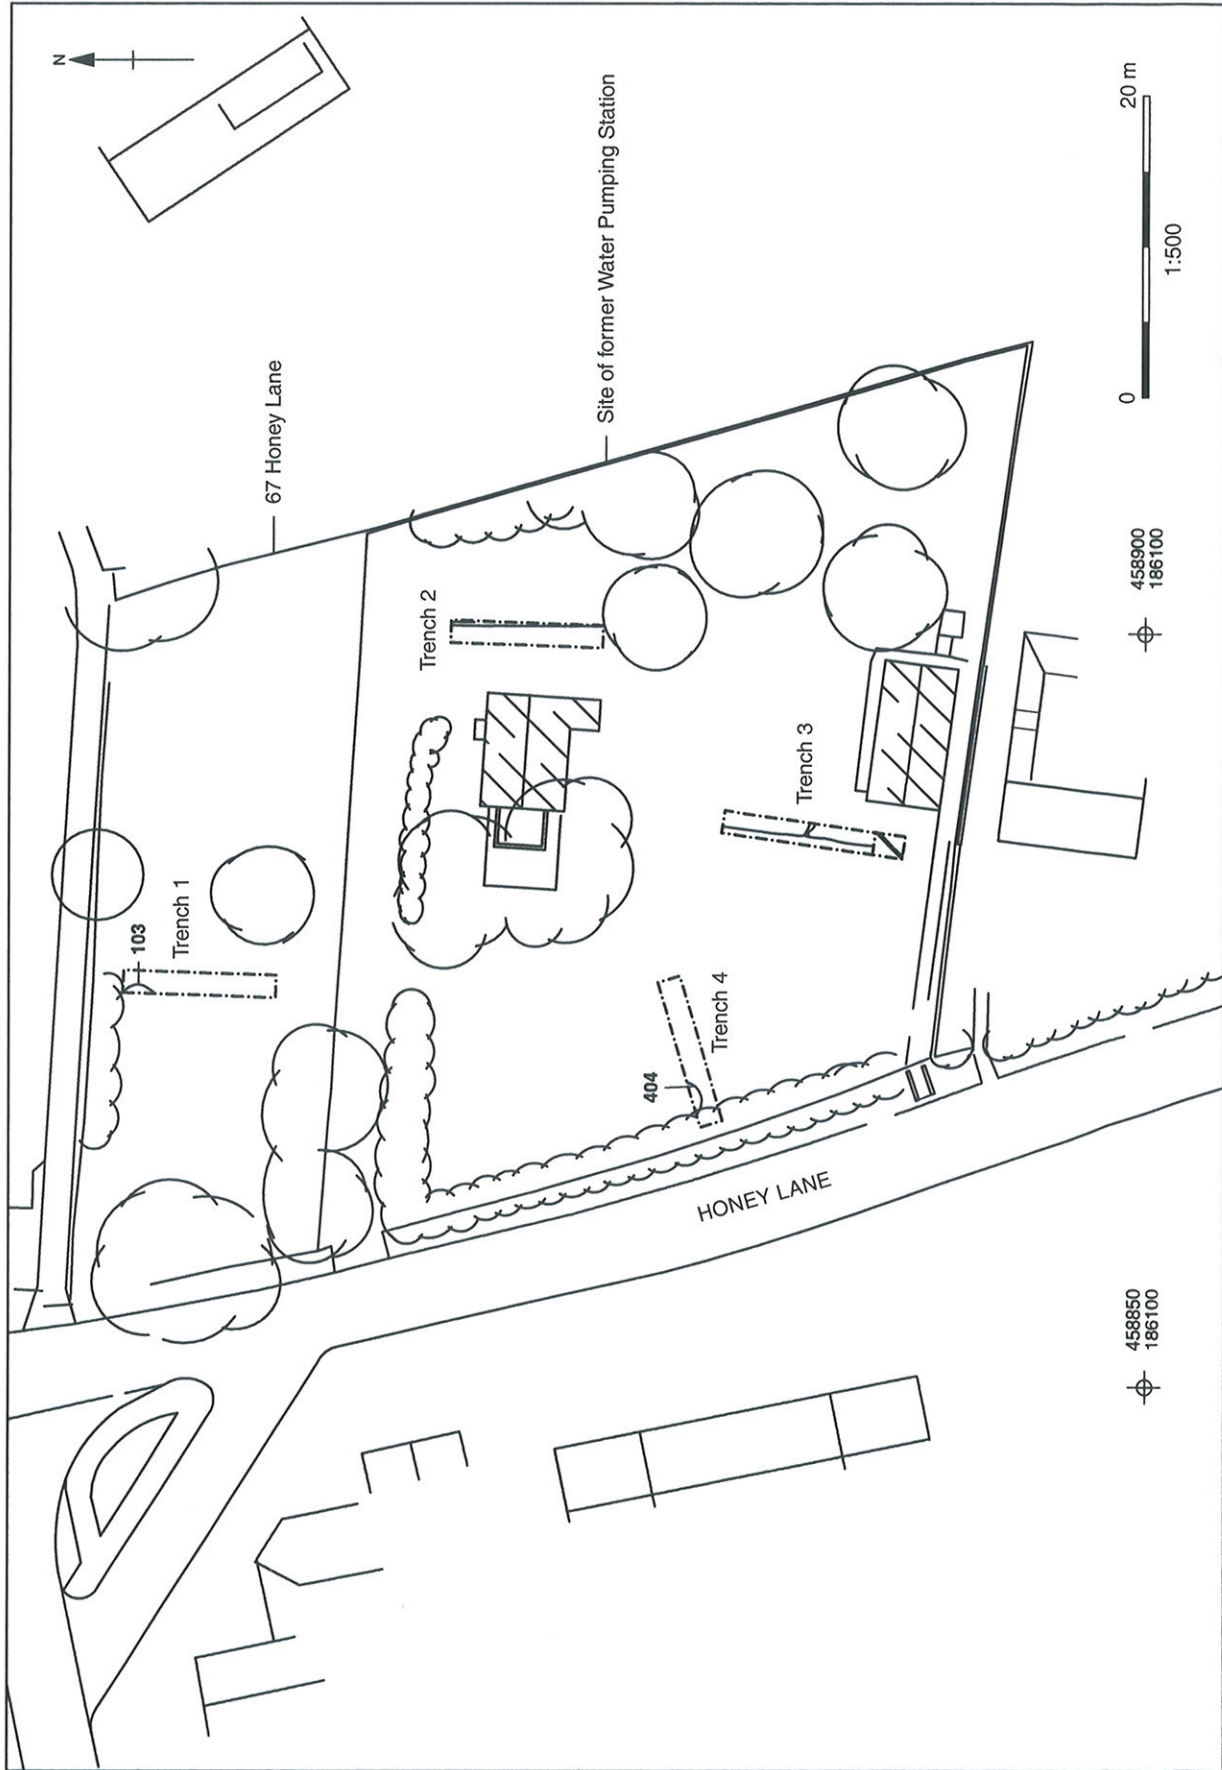 N
67 Honey Lane
Site of former Water Pumping Station
103
Trench 1
Trench 2
Trench 3
404
Trench 4
HONEY LANE
0
20 m
1:500
458900
186100
458850
186100